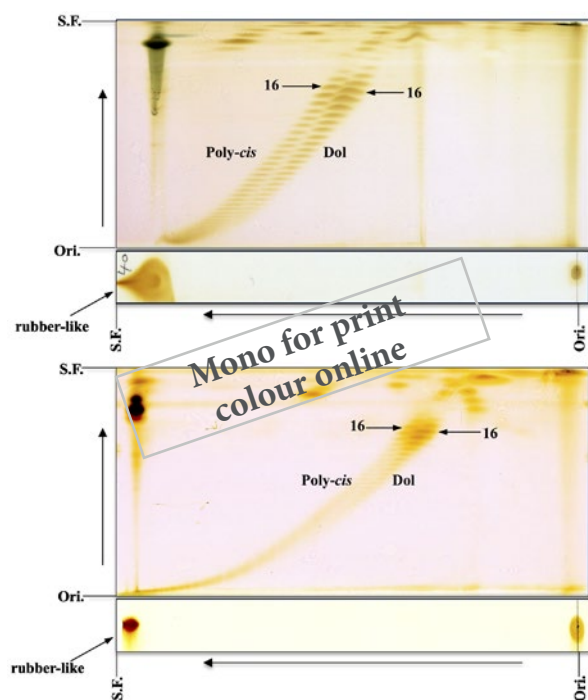 S.F.
16
16
Poly-cis
Dol
Ori.
40
rubber-like
S.F.
Ori.
Mono for print
colour online
S.F.
16
16
Poly-cis
Dol
Ori.
rubber-like
S.F.
Ori.